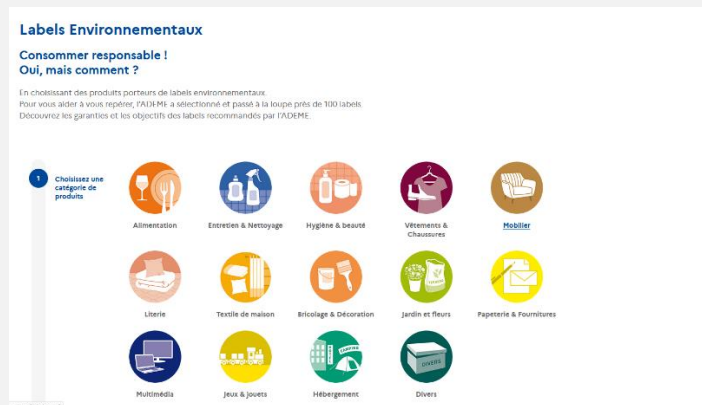 Labels Environnementaux
Consommer responsable !
Oui, mais comment ?
En choisissant des produits porteurs de labels environnementaux.
Pour vous aider à vous repérer, l'ADEME a sélectionné et passé à la loupe près de 100 labels
Découvrez les garanties et les objectifs des labels recommandés par l'ADEME.
1
Choisissez une
catégorie de
produits
Alimentation
Entretien & Nettoyage
Hygiène & beauté
Vêtements &
Chaussures
Mobilier
Literie
Textile de maison
Bricolage & Décoration
Jardin et fleurs
Papeterie & Fournitures
Multimédia
Jeux & jouets
CAMPING
Hébergement
DIVERS
Divers